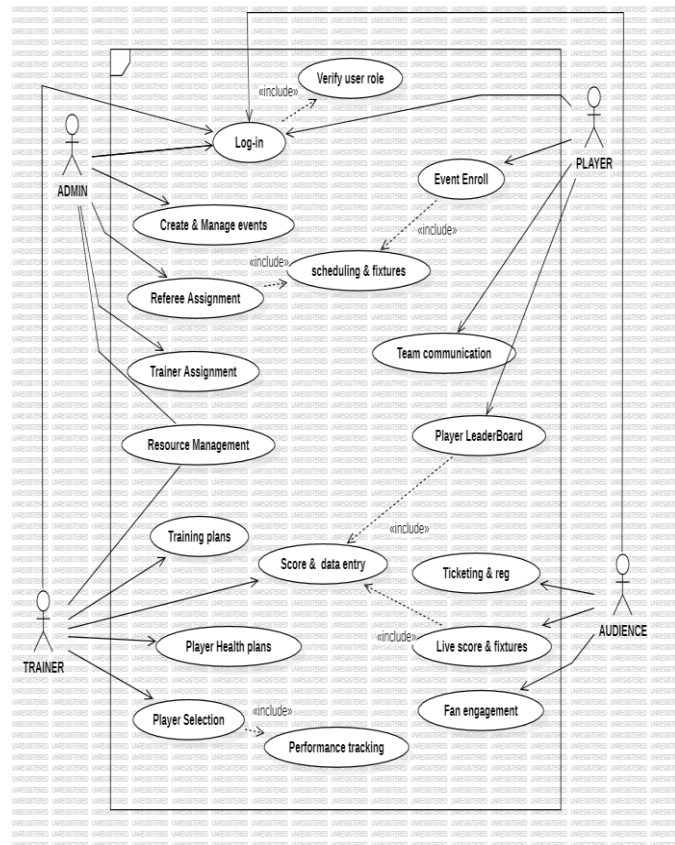 Verify user role
«include»
Log-in
ADMIN
PLAYER
Event Enroll
Create & Manage events
«include»
«include»
scheduling & fixtures
Referee Assignment
Team communication
Trainer Assignment
Player LeaderBoard
Resource Management
«include»
Training plans
Score & data entry
Ticketing & reg
AUDIENCE
«include»
Player Health plans
Live score & fixtures
TRAINER
Fan engagement
«include»
Player Selection
Performance tracking
UNREGISTERED